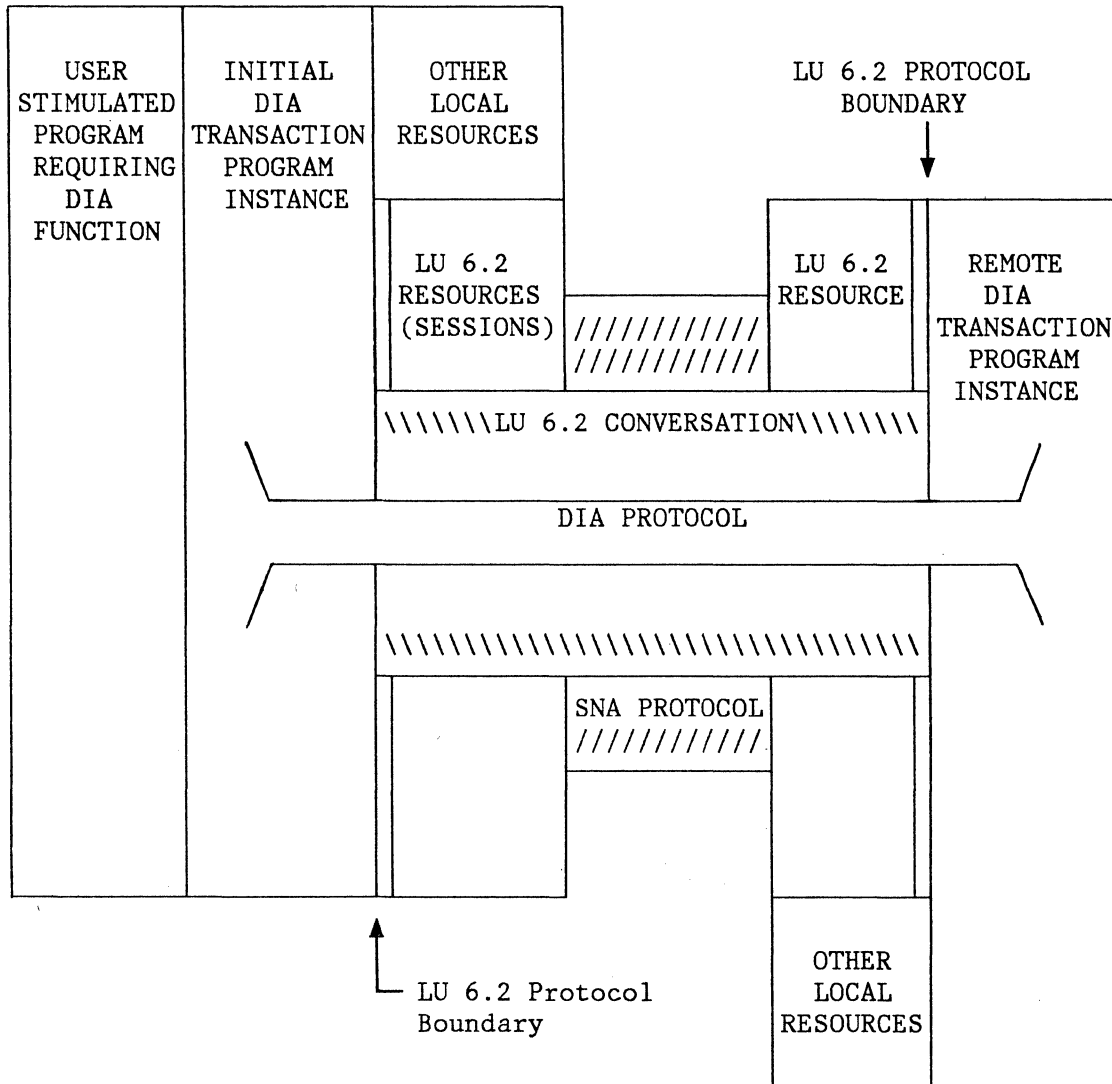 USER
STIMULATED
PROGRAM
REQUIRING
DIA
FUNCTION
INITIAL
DIA
TRANSACTION
PROGRAM
INSTANCE
OTHER
LOCAL
RESOURCES
LU 6.2 PROTOCOL
BOUNDARY
LU 6.2
RESOURCES
(SESSIONS)
LU 6.2
RESOURCE
REMOTE
DIA
TRANSACTION
PROGRAM
INSTANCE
////////////
////////////
\\\\\\\LU 6.2 CONVERSATION\\\\\\\\
DIA PROTOCOL
\\\\\\\\\\\\\\\\\\\\\\\\\\\\\\\\\
SNA PROTOCOL
////////////
OTHER
LOCAL
RESOURCES
LU 6.2 Protocol
Boundary